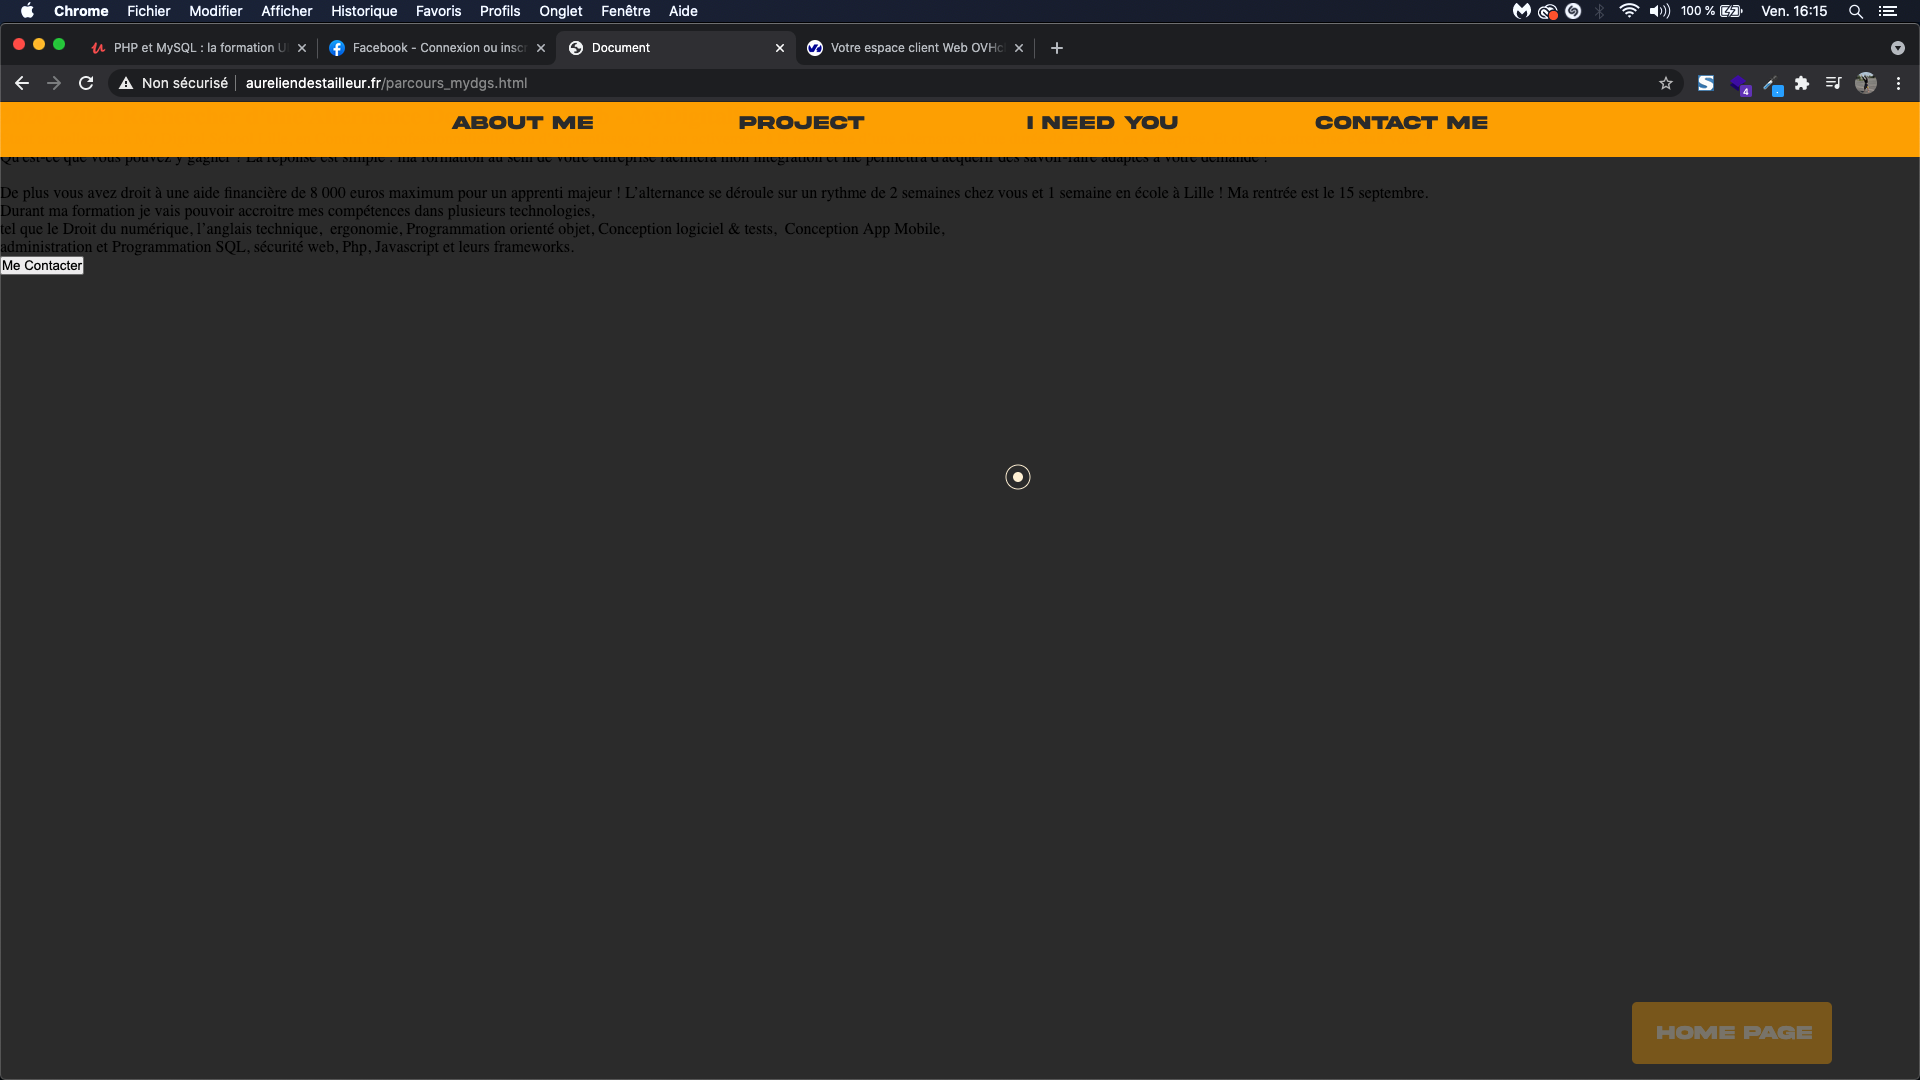 Chrome Fichier Modifier Afficher Historique Favoris Profils Onglet Fenêtre Aide 100 % Ven. 16:15
PHP et MySQL : la formation U Facebook - Connexion ou inscr Document Votre espace client Web OVHc
Non sécurisé aureliendestailleur.fr/parcours_mydgs.html 4
ABOUT ME PROJECT I NEED YOU CONTACT ME
Qu'est-ce que vous pouvez y gagner ? La réponse est simple : ma formation au sein de votre entreprise facilitera mon intégration et me permettra d'acquérir des savoir-faire adaptés à votre demande !
De plus vous avez droit à une aide financière de 8 000 euros maximum pour un apprenti majeur ! L'alternance se déroule sur un rythme de 2 semaines chez vous et 1 semaine en école à Lille ! Ma rentrée est le 15 septembre.
Durant ma formation je vais pouvoir accroitre mes compétences dans plusieurs technologies,
tel que le Droit du numérique, l'anglais technique, ergonomie, Programmation orienté objet, Conception logiciel & tests, Conception App Mobile,
administration et Programmation SQL, sécurité web, Php, Javascript et leurs frameworks.
Me Contacter
HOME PAGE